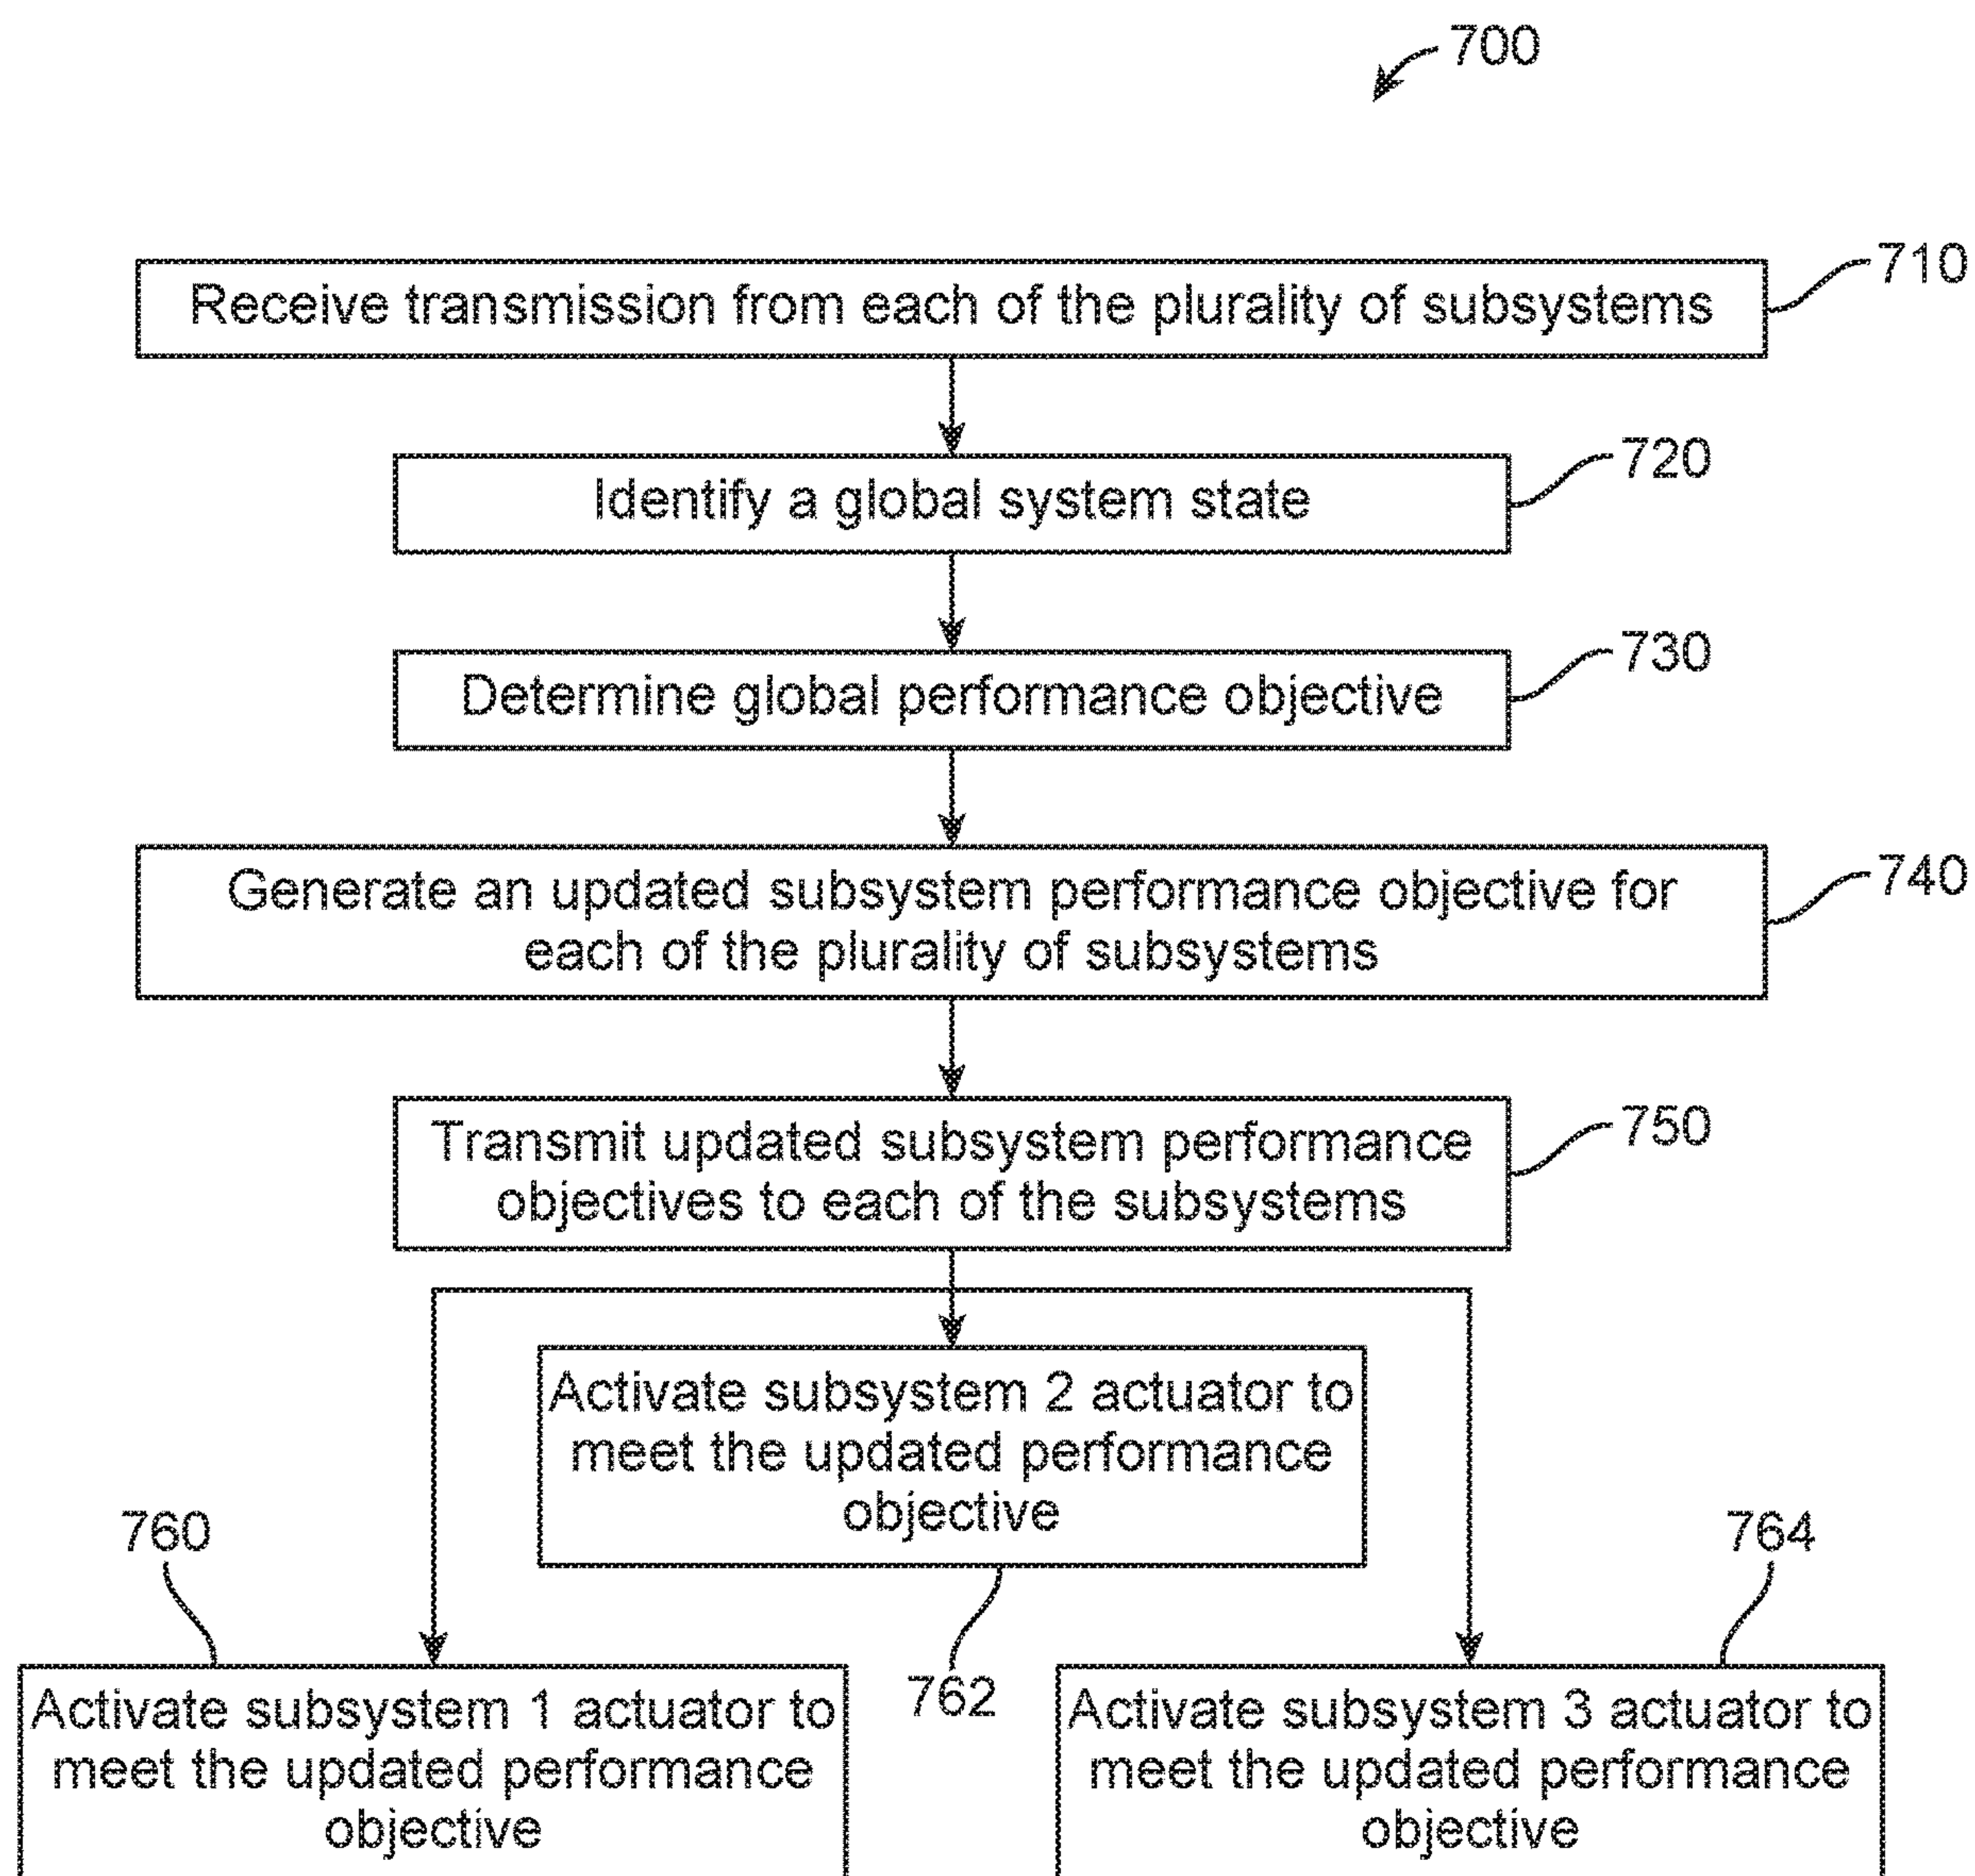 700
Receive transmission from each of the plurality of subsystems
710
Identify a global system state
720
Determine global performance objective
730
Generate an updated subsystem performance objective for
each of the plurality of subsystems
740
Transmit updated subsystem performance
objectives to each of the subsystems
750
Activate subsystem 2 actuator to
meet the updated performance
objective
762
760
Activate subsystem 1 actuator to
meet the updated performance
objective
764
Activate subsystem 3 actuator to
meet the updated performance
objective